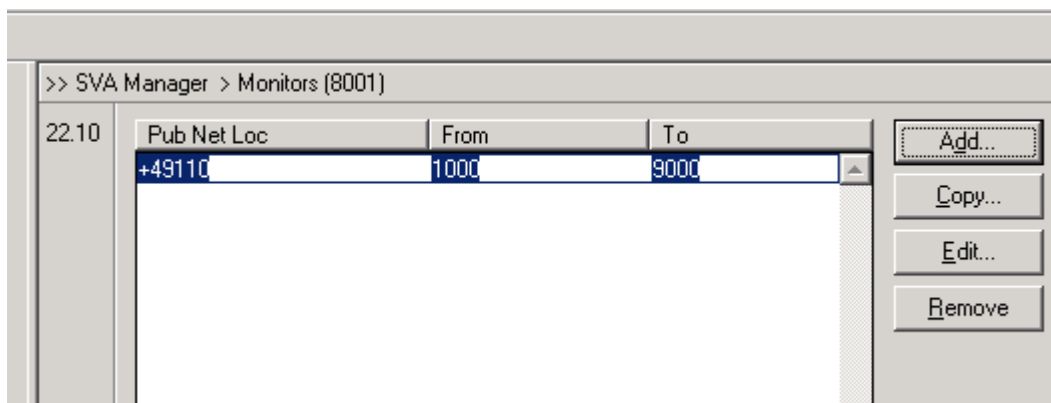 >> SVA Manager > Monitors (8001)
22.10 Pub Net Loc From To Add...
+49110 1000 9000
Copy...
Edit...
Remove